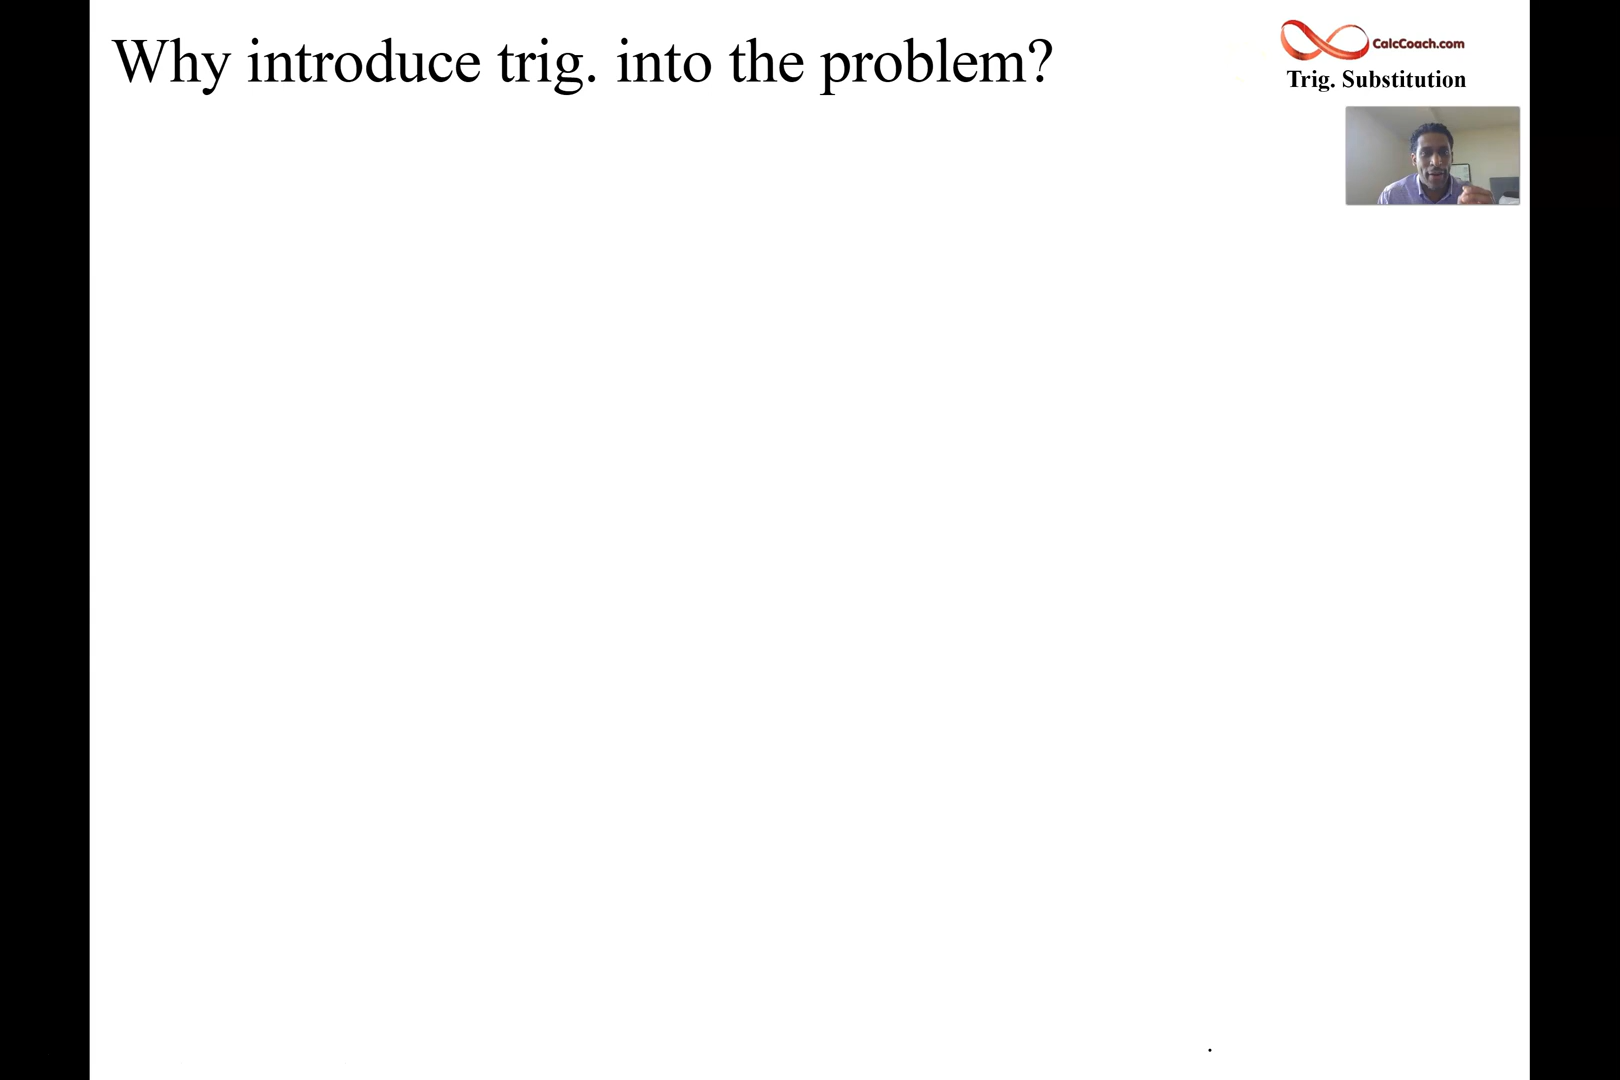 Why introduce trig. into the problem?
CalcCoach.com
Trig. Substitution